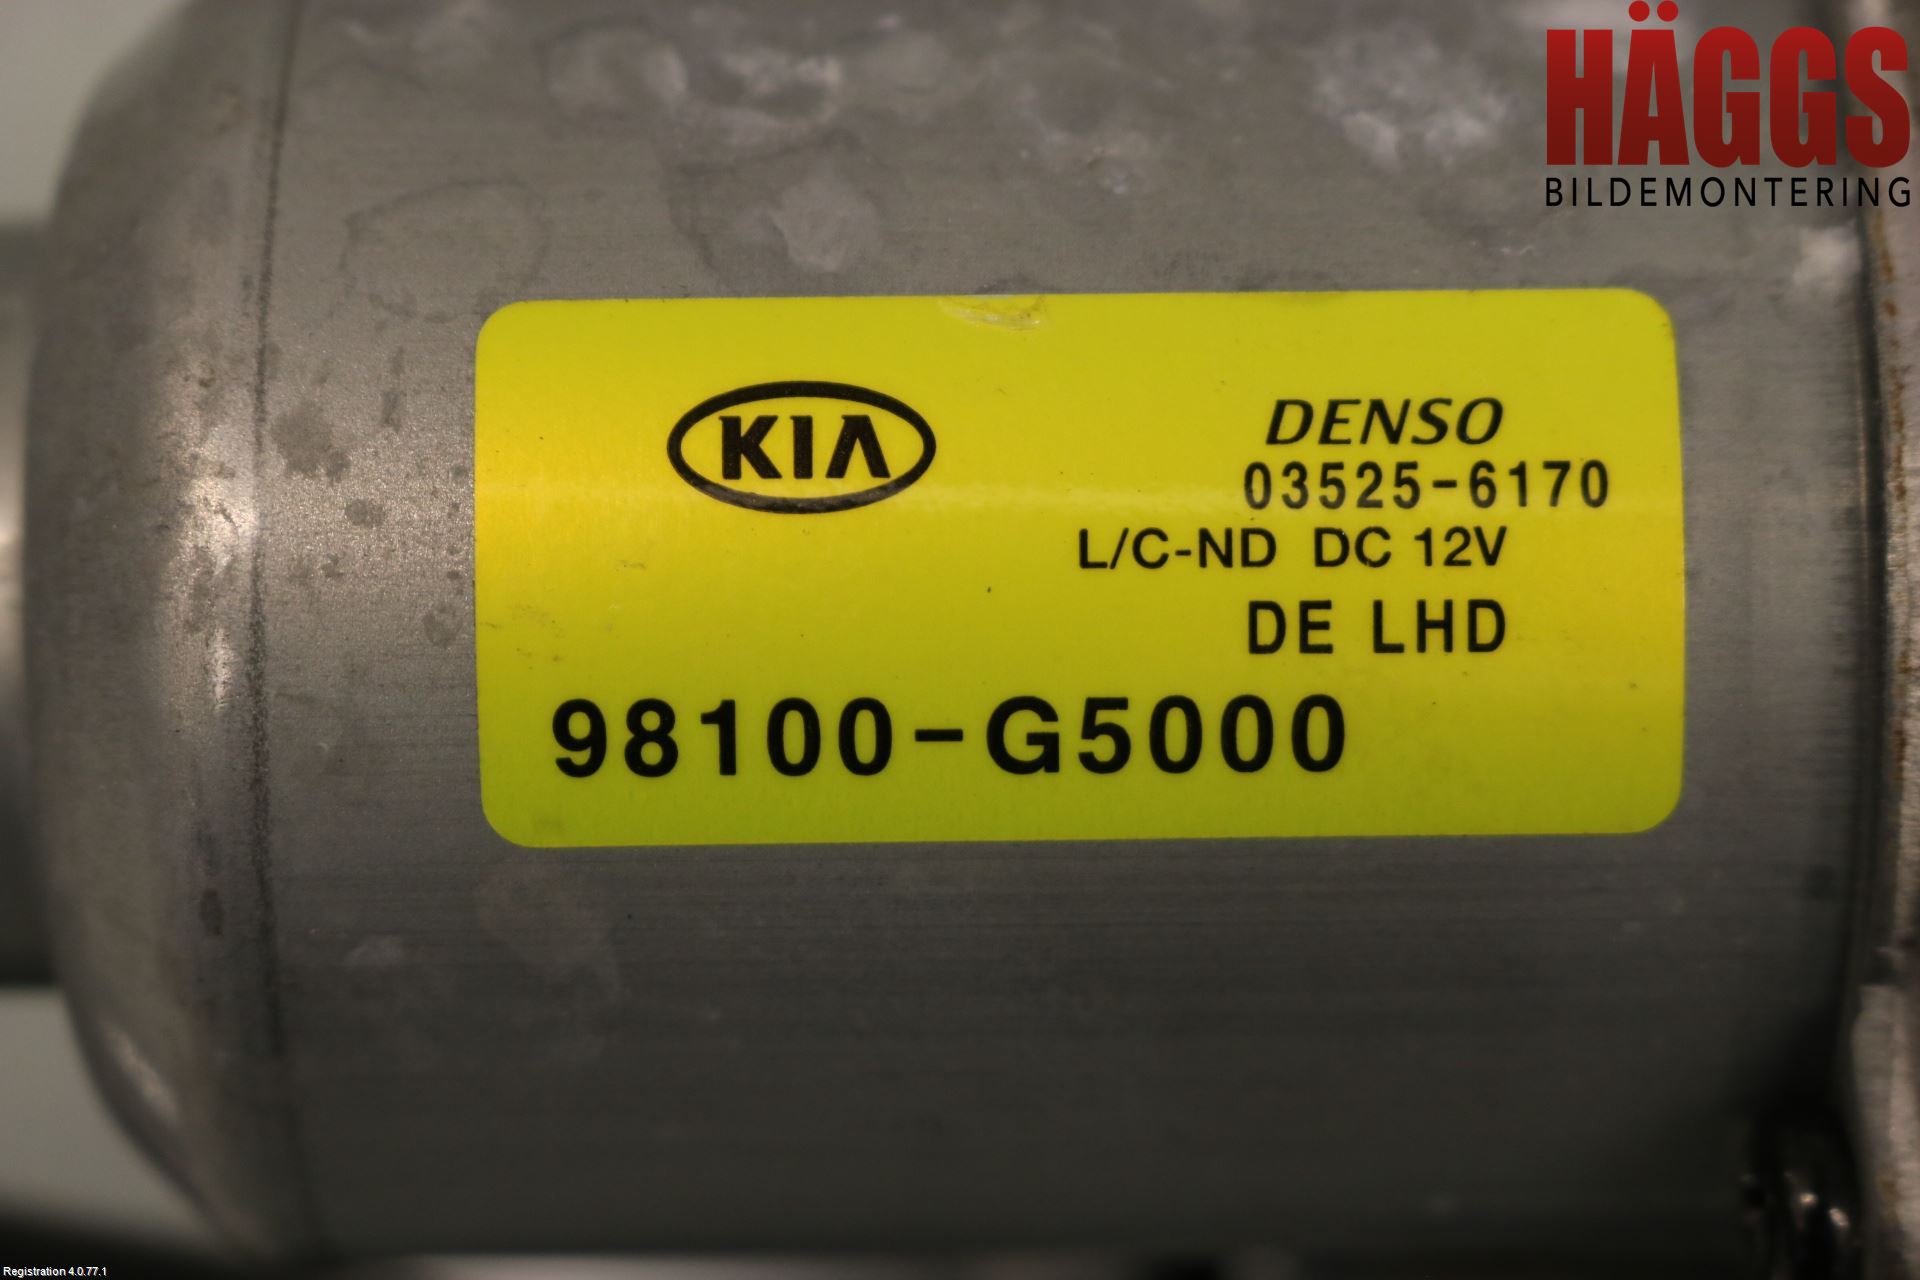 HÄGGS
BILDEMONTERING
KIA
DENSO
03525-6170
L/C-ND DC 12V
DE LHD
98100-G5000
Registration 4.0.77.1